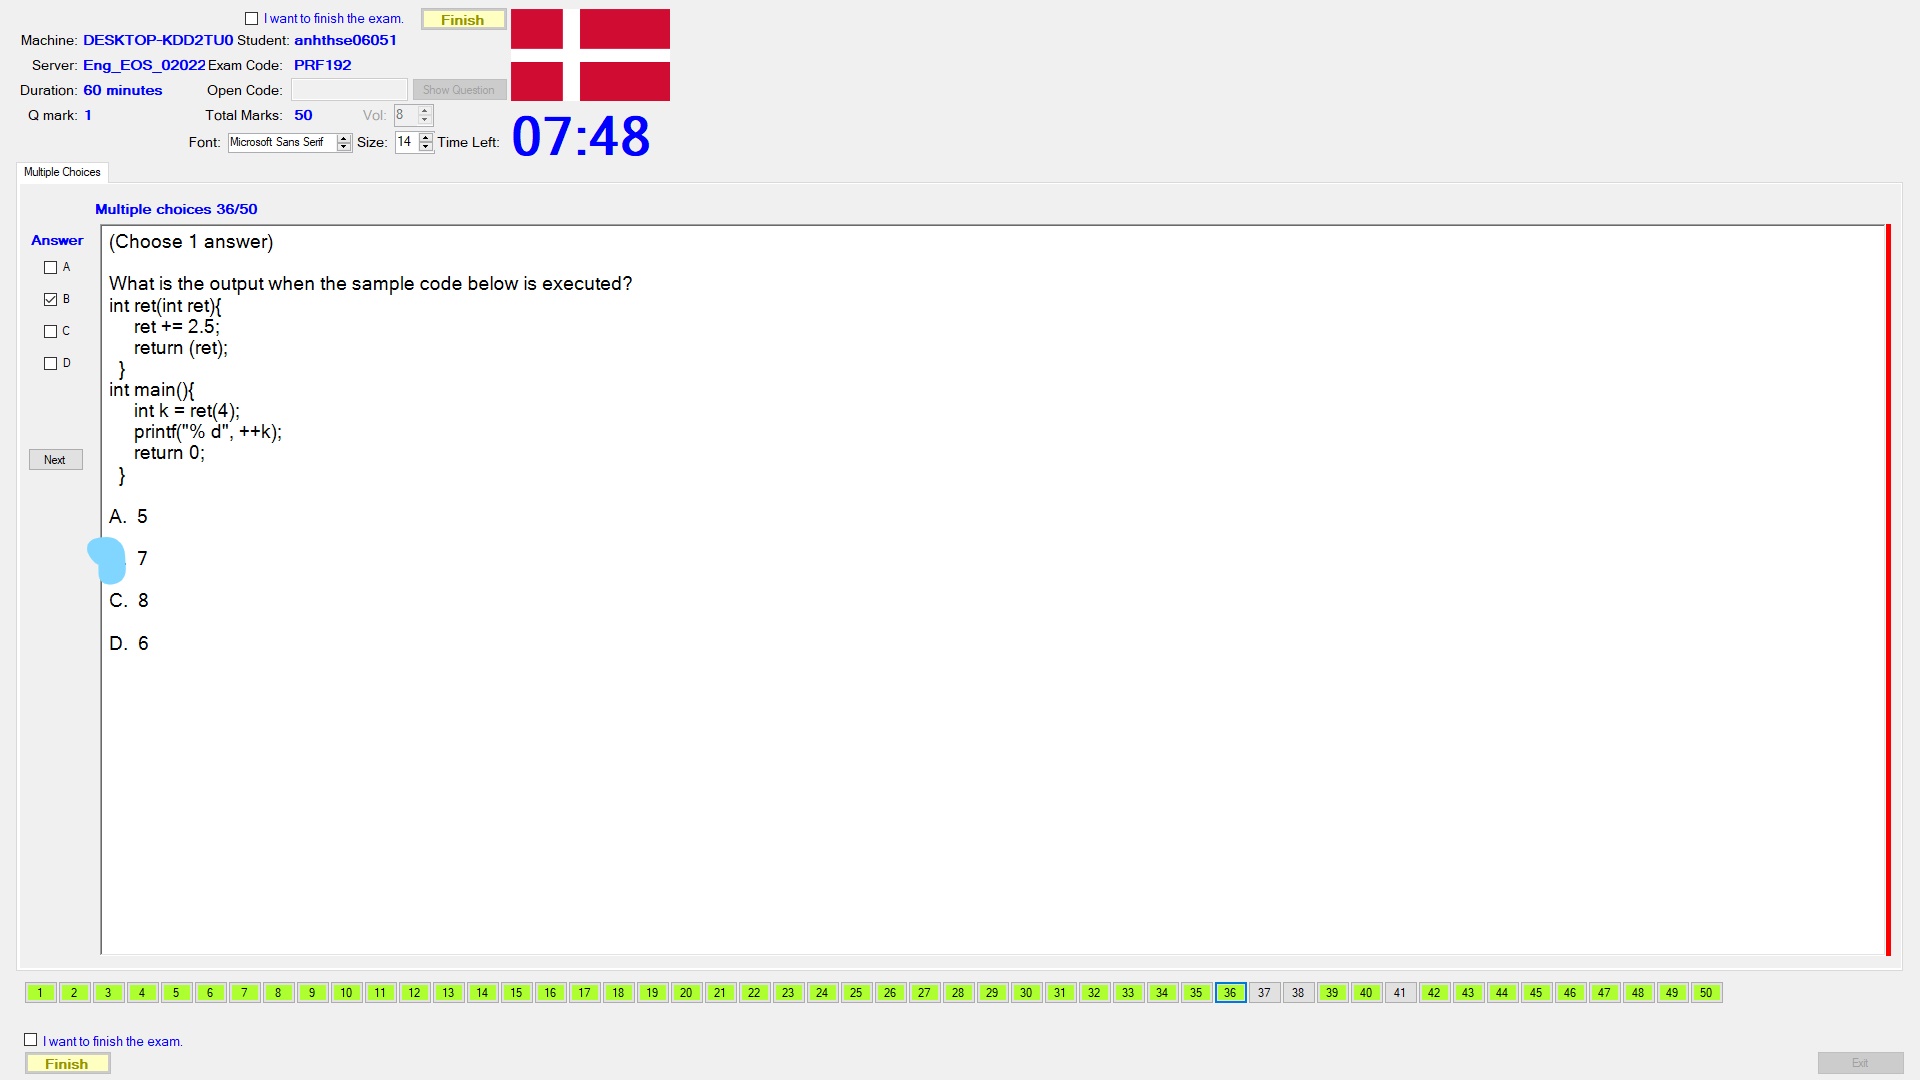 I want to finish the exam. Finish
Machine: DESKTOP-KDD2TU0 Student: anhthse06051
Server: Eng_EOS_02022 Exam Code: PRF192
Duration: 60 minutes Open Code: Show Question
Q mark: 1 Total Marks: 50 Vol: 8
Font: Microsoft Sans Serif Size: 14 Time Left: 07:48
Multiple Choices
Multiple choices 36/50
Answer
A
B
C
D
Next
(Choose 1 answer)
What is the output when the sample code below is executed?
int ret(int ret){
ret += 2.5;
return (ret);
}
int main(){
int k = ret(4);
printf("% d", ++k);
return 0;
}
A. 5
7
C. 8
D. 6
1 2 3 4 5 6 7 8 9 10 11 12 13 14 15 16 17 18 19 20 21 22 23 24 25 26 27 28 29 30 31 32 33 34 35 36 37 38 39 40 41 42 43 44 45 46 47 48 49 50
I want to finish the exam.
Finish
Exit